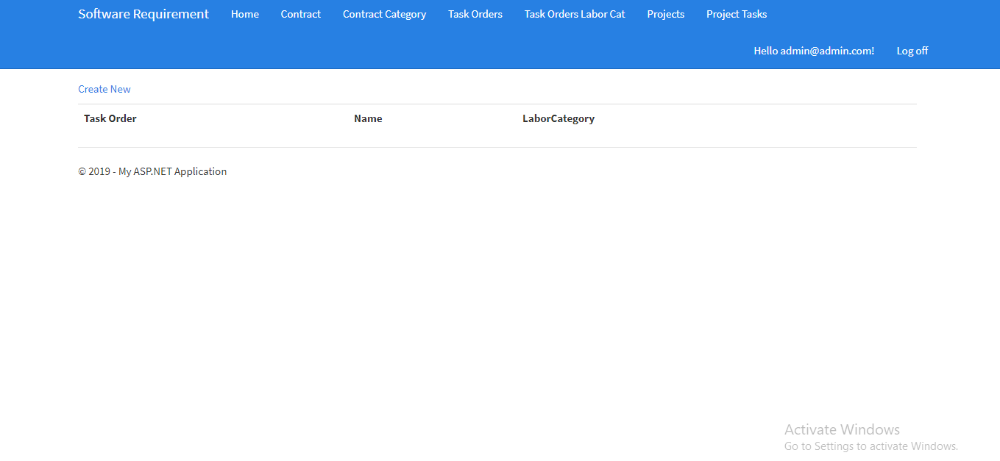 Software Requirement Home Contract Contract Category Task Orders Task Orders Labor Cat Projects Project Tasks
Hello admin@admin.com! Log off
Create New
Task Order Name LaborCategory
© 2019 - My ASP.NET Application
Activate Windows
Go to Settings to activate Windows.